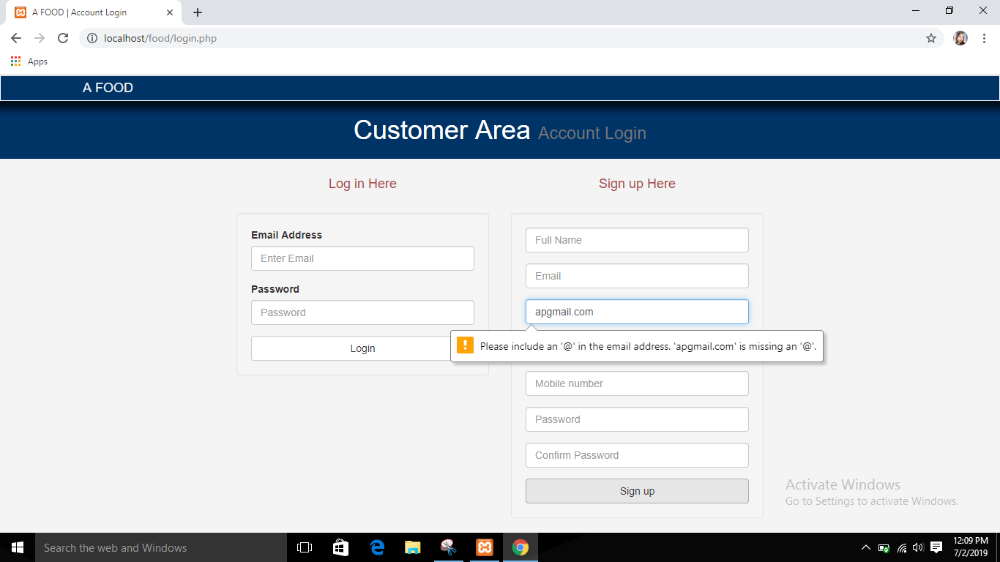 A FOOD | Account Login
localhost/food/login.php
Apps
A FOOD
Customer Area Account Login
Log in Here
Email Address
Enter Email
Password
Password
Login
Sign up Here
Full Name
Email
apgmail.com
Please include an '@' in the email address. 'apgmail.com' is missing an '@'.
Mobile number
Password
Confirm Password
Sign up
Activate Windows
Go to Settings to activate Windows.
Search the web and Windows
12:09 PM
7/2/2019